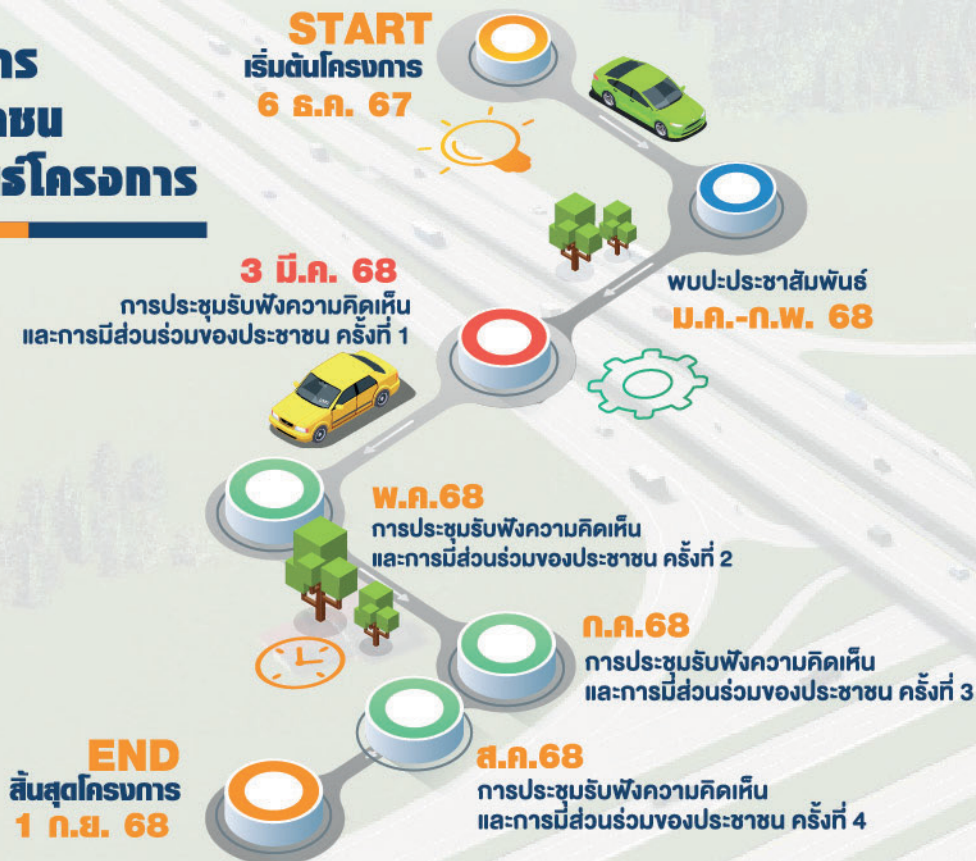 START
เริ่มต้นโครงการ
6 ธ.ค. 67
โครงการ
พบปะประชาสัมพันธ์
ม.ค.-ก.พ. 68
3 มี.ค. 68
การประชุมรับฟังความคิดเห็น
และการมีส่วนร่วมของประชาชน ครั้งที่ 1
พ.ค.68
การประชุมรับฟังความคิดเห็น
และการมีส่วนร่วมของประชาชน ครั้งที่ 2
ก.ค.68
การประชุมรับฟังความคิดเห็น
และการมีส่วนร่วมของประชาชน ครั้งที่ 3
ส.ค.68
การประชุมรับฟังความคิดเห็น
และการมีส่วนร่วมของประชาชน ครั้งที่ 4
END
สิ้นสุดโครงการ
1 ก.ย. 68